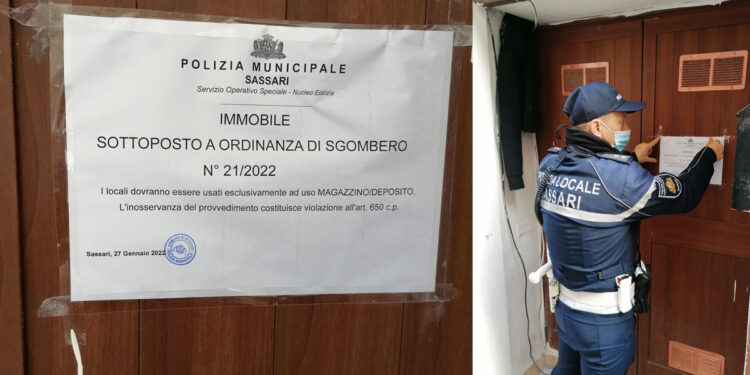 POLIZIA MUNICIPALE
SASSARI
Servizio Operativo Speciale - Nucleo Edilizia
IMMOBILE
SOTTOPOSTO A ORDINANZA DI SGOMBERO
N° 21/2022
I locali dovranno essere usati esclusivamente ad uso MAGAZZINO/DEPOSITO.
L'inosservanza del provvedimento costituisce violazione all'art. 650 c.p.
Sassari, 27 Gennaio 2022
LOCALE
SASSARI